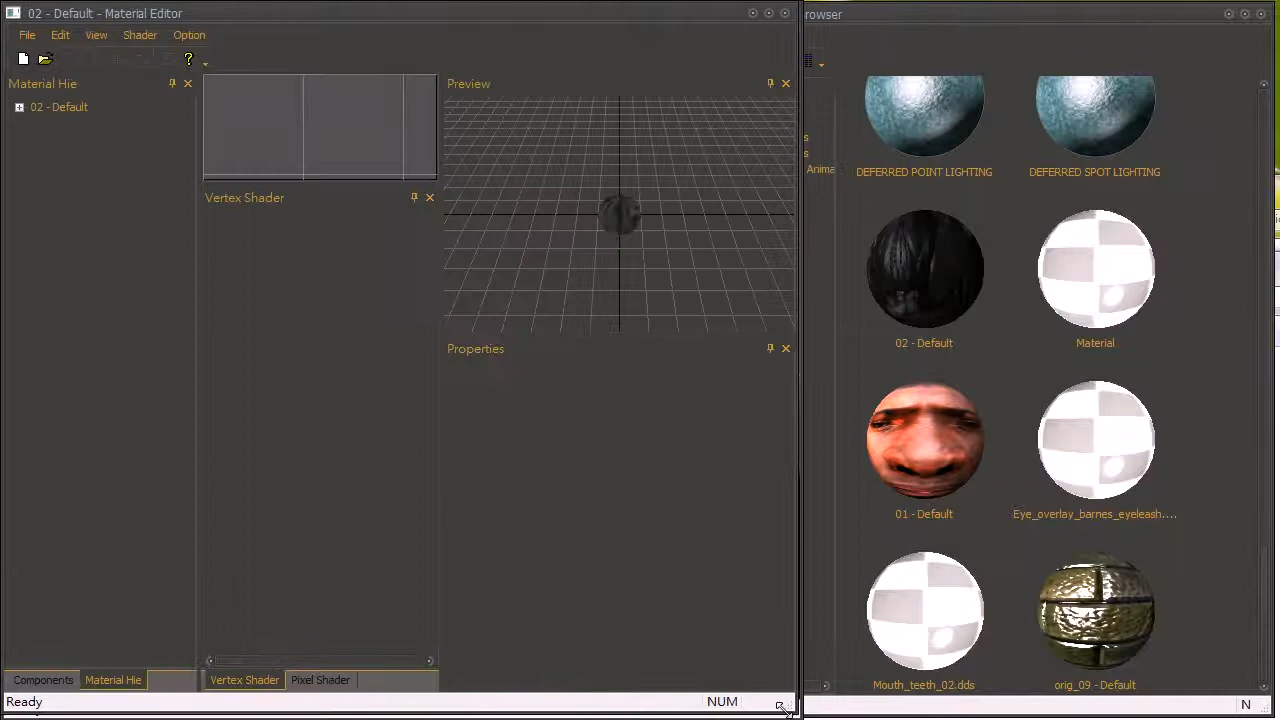 02 - Default - Material Editor
File Edit View Shader Option
Material Hie
02 - Default
Vertex Shader
Preview
Properties
Components Material Hie
Vertex Shader Pixel Shader
Ready
NUM
rowser
s
s
Anima
DEFERRED POINT LIGHTING
DEFERRED SPOT LIGHTING
02 - Default
Material
01 - Default
Eye_overlay_barnes_eyeleash....
Mouth_teeth_02.dds
orig_09 - Default
N